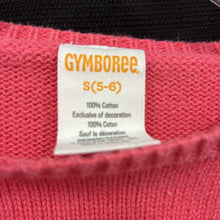 GYMBOREE
S(5-6)
100% Cotton
Exclusive of decoration
100% Coton
Sauf la décoration